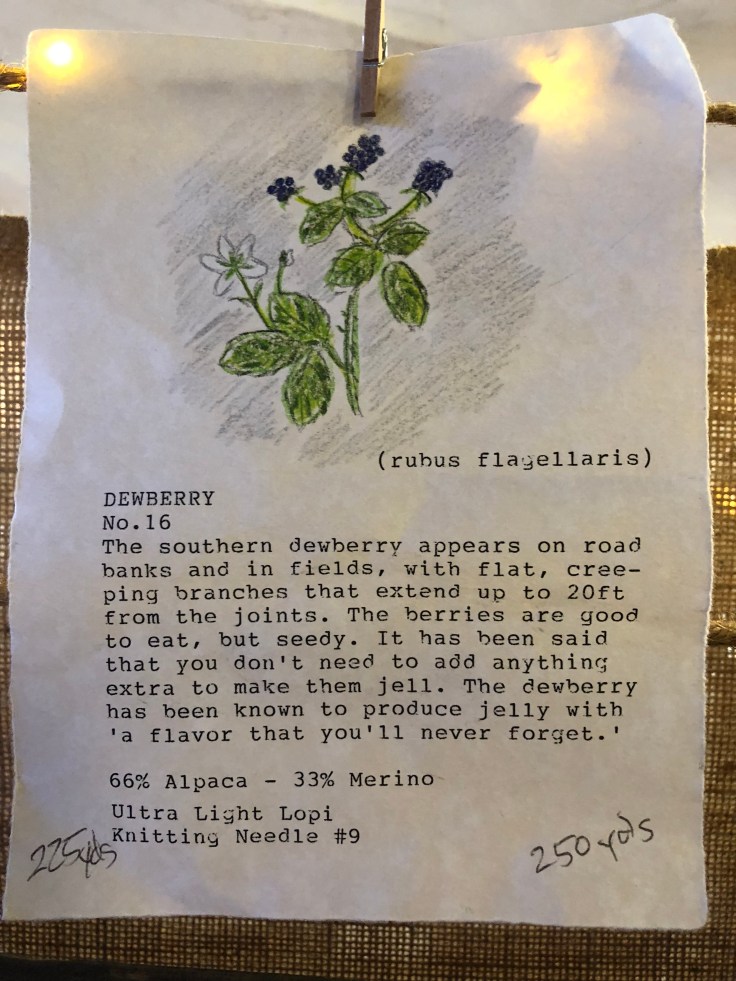 (rubus flagellaris)
DEWBERRY
No.16
The southern dewberry appears on road
banks and in fields, with flat, cree-
ping branches that extend up to 20ft
from the joints. The berries are good
to eat, but seedy. It has been said
that you don't need to add anything
extra to make them jell. The dewberry
has been known to produce jelly with
'a flavor that you'll never forget.'
66% Alpaca - 33% Merino
Ultra Light Lopi
Knitting Needle #9
225yds
250 yds